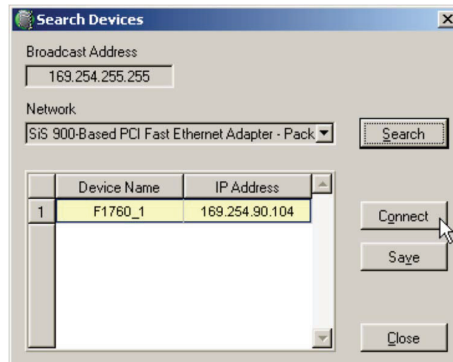 Search Devices
Broadcast Address
169.254.255.255
Network
SiS 900-Based PCI Fast Ethernet Adapter - Pack
Search
Device Name IP Address
1 F1760_1 169.254.90.104
Connect
Save
Close